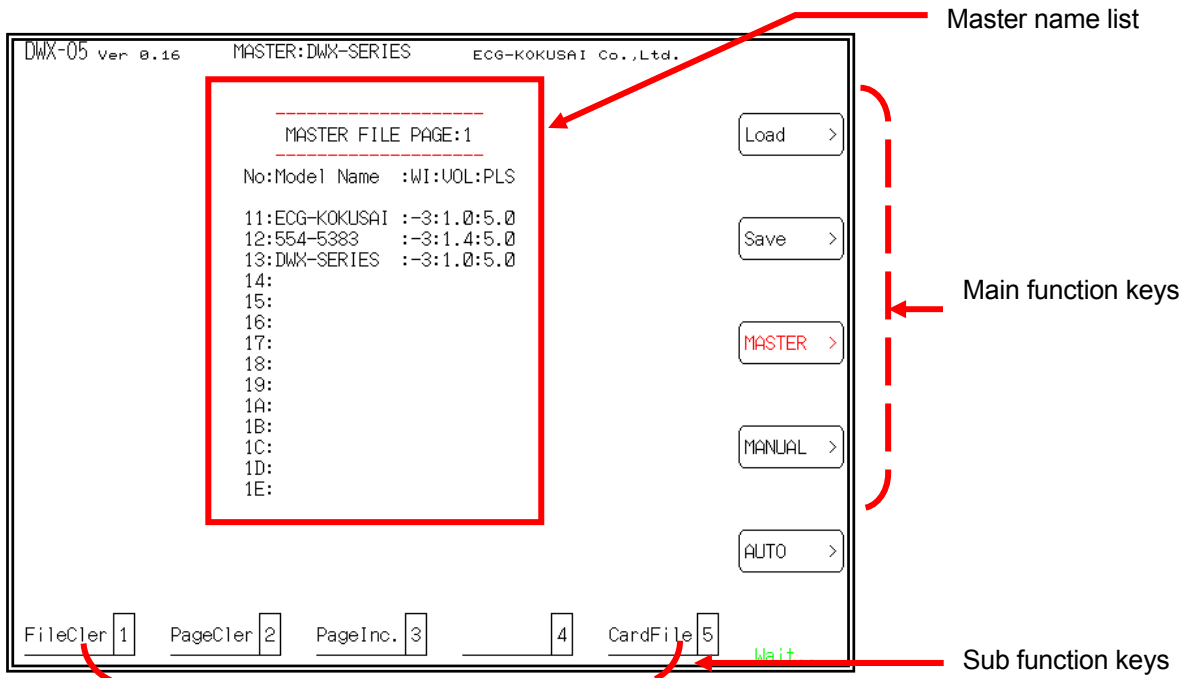 Master name list
DWX-05 Ver 0.16 MASTER:DWX-SERIES ECG-KOKUSAI Co.,Ltd.
MASTER FILE PAGE:1
No:Model Name :WI:VOL:PLS
11:ECG-KOKUSAI :-3:1.0:5.0
12:554-5383 :-3:1.4:5.0
13:DWX-SERIES :-3:1.0:5.0
14:
15:
16:
17:
18:
19:
1A:
1B:
1C:
1D:
1E:
Load >
Save >
MASTER >
MANUAL >
AUTO >
Main function keys
FileCler 1 PageCler 2 PageInc. 3 4 CardFile 5
Wait..
Sub function keys